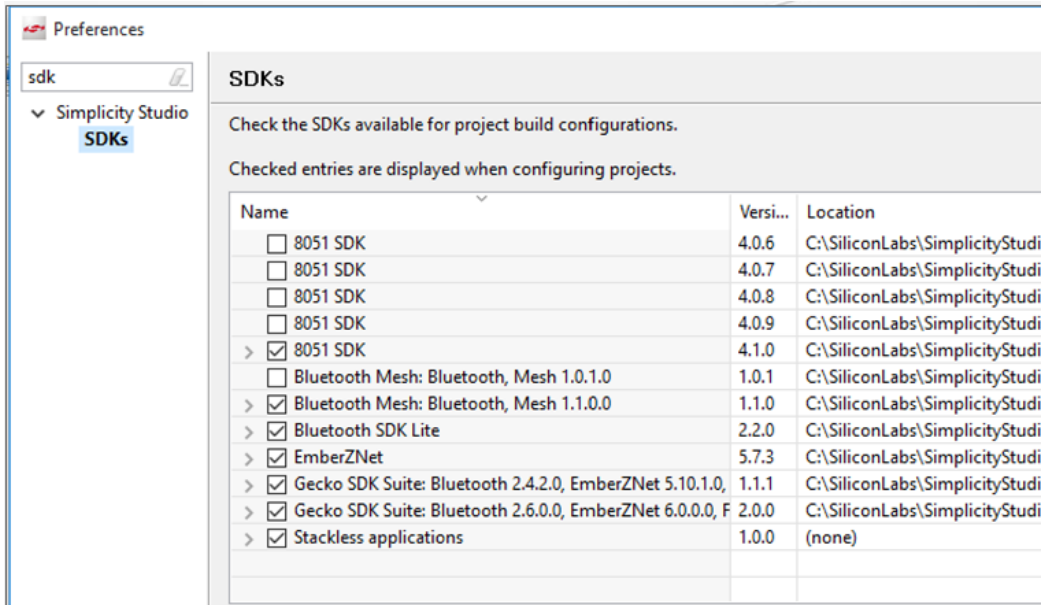 Preferences
sdk
SDKs
Simplicity Studio
SDKs
Check the SDKs available for project build configurations.
Checked entries are displayed when configuring projects.
Name Versi... Location
8051 SDK 4.0.6 C:\SiliconLabs\SimplicityStudi
8051 SDK 4.0.7 C:\SiliconLabs\SimplicityStudi
8051 SDK 4.0.8 C:\SiliconLabs\SimplicityStudi
8051 SDK 4.0.9 C:\SiliconLabs\SimplicityStudi
8051 SDK 4.1.0 C:\SiliconLabs\SimplicityStudi
Bluetooth Mesh: Bluetooth, Mesh 1.0.1.0 1.0.1 C:\SiliconLabs\SimplicityStudi
Bluetooth Mesh: Bluetooth, Mesh 1.1.0.0 1.1.0 C:\SiliconLabs\SimplicityStudi
Bluetooth SDK Lite 2.2.0 C:\SiliconLabs\SimplicityStudi
EmberZNet 5.7.3 C:\SiliconLabs\SimplicityStudi
Gecko SDK Suite: Bluetooth 2.4.2.0, EmberZNet 5.10.1.0, 1.1.1 C:\SiliconLabs\SimplicityStudi
Gecko SDK Suite: Bluetooth 2.6.0.0, EmberZNet 6.0.0.0, F 2.0.0 C:\SiliconLabs\SimplicityStudi
Stackless applications 1.0.0 (none)